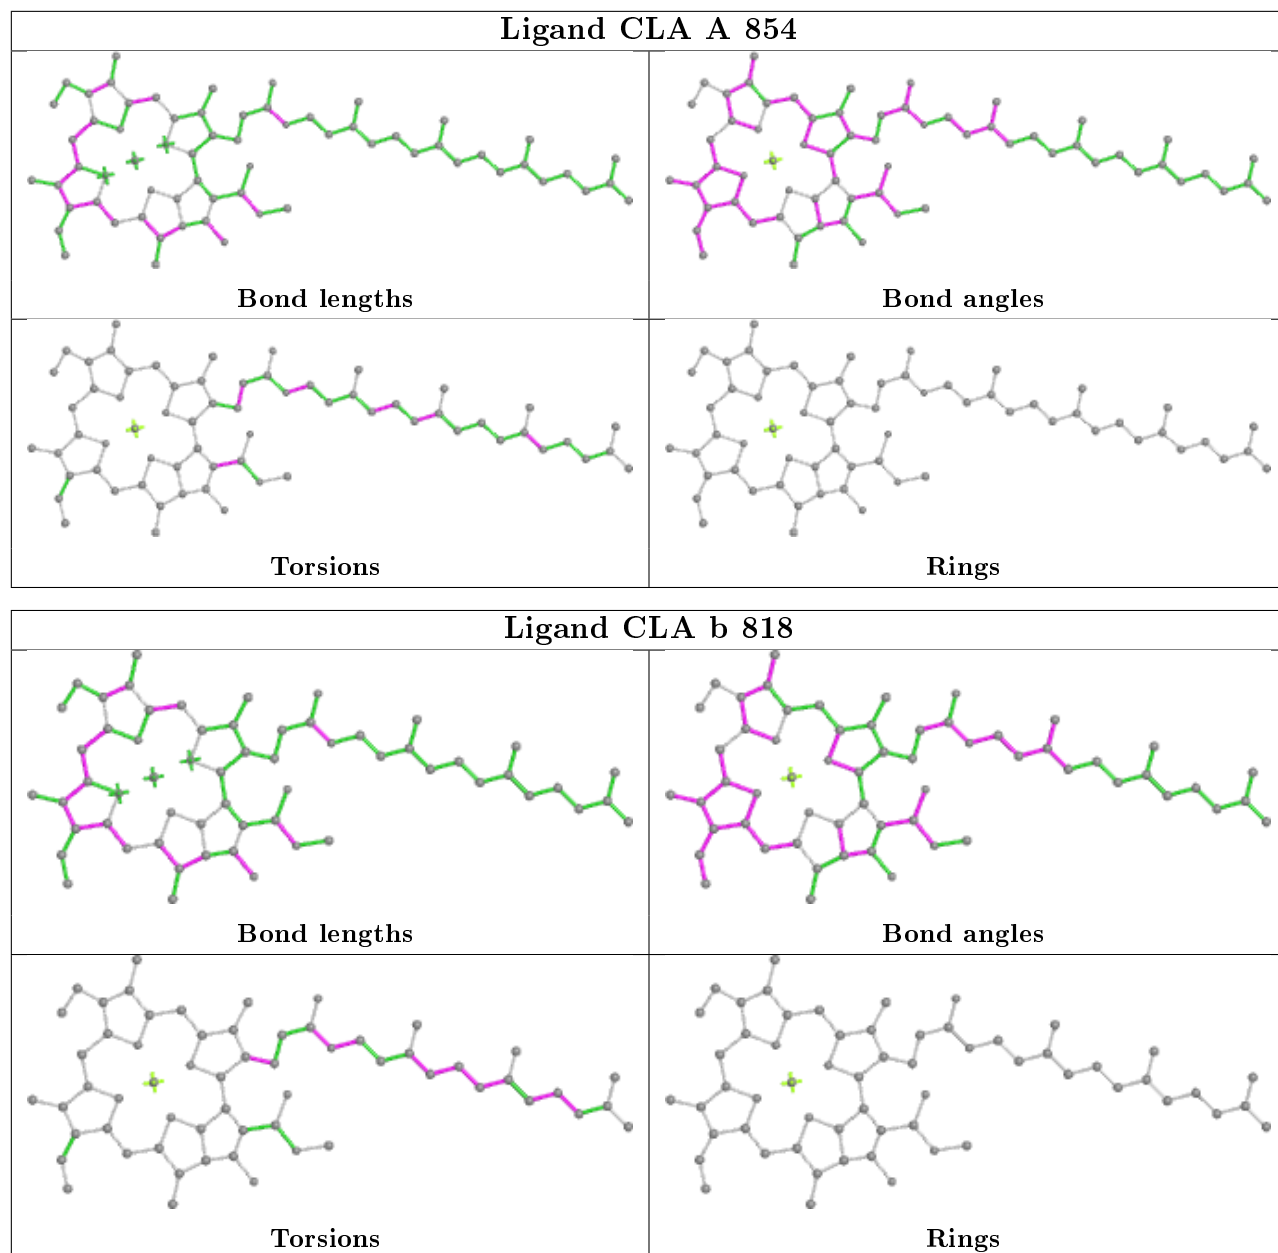 Ligand CLA A 854
Bond lengths
Bond angles
Torsions
Rings
Ligand CLA b 818
Bond lengths
Bond angles
Torsions
Rings